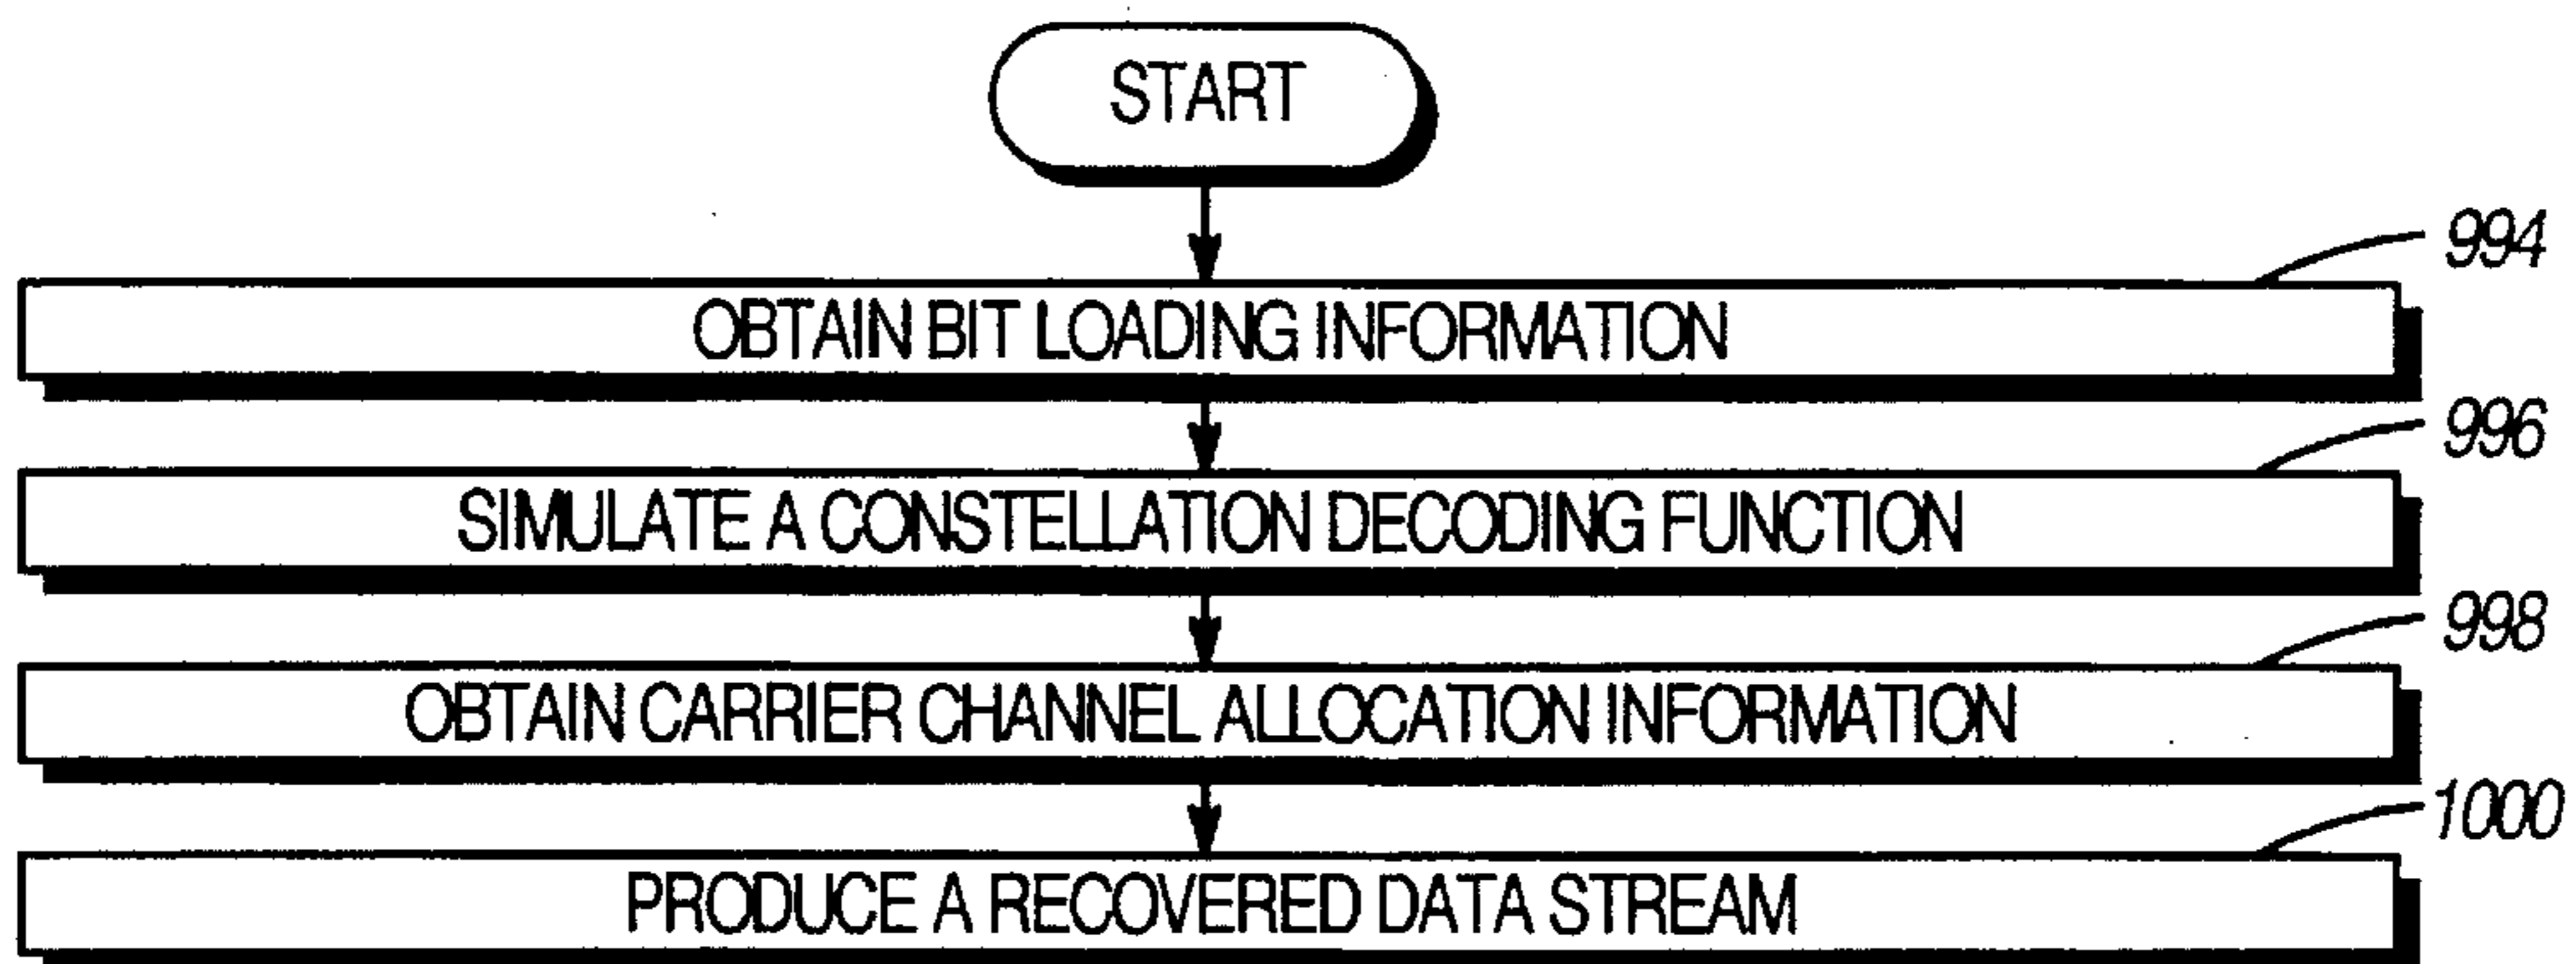 START
994
OBTAIN BIT LOADING INFORMATION
996
SIMULATE A CONSTELLATION DECODING FUNCTION
998
OBTAIN CARRIER CHANNEL ALLOCATION INFORMATION
1000
PRODUCE A RECOVERED DATA STREAM